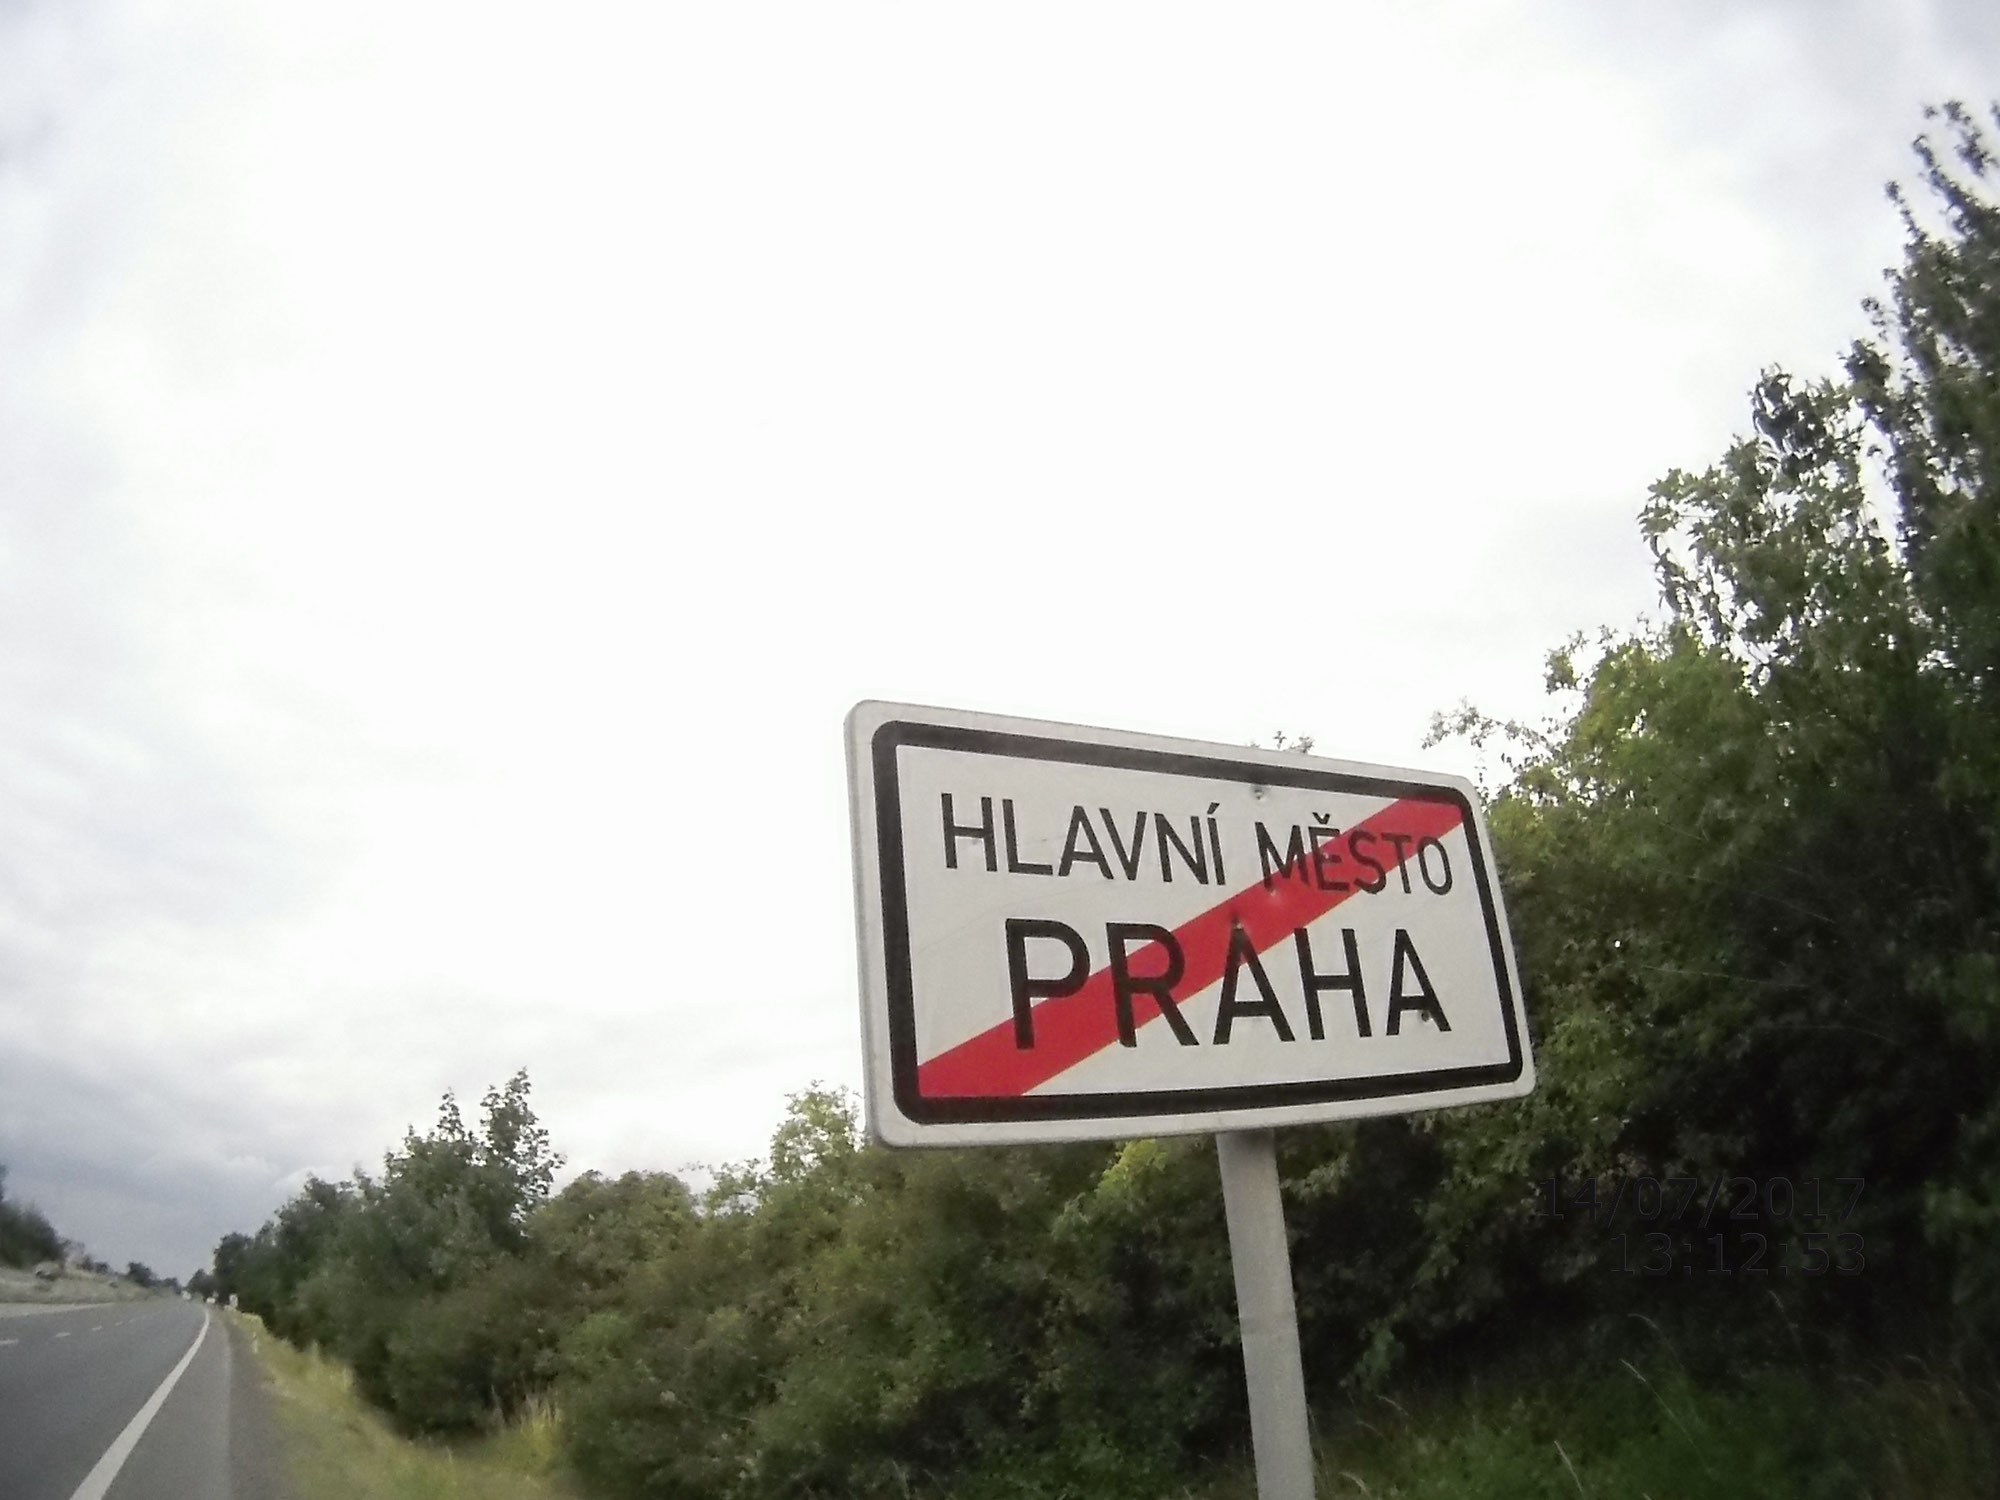 HLAVNÍ MĚSTO
PRAHA
14/07/2017
13:12:53